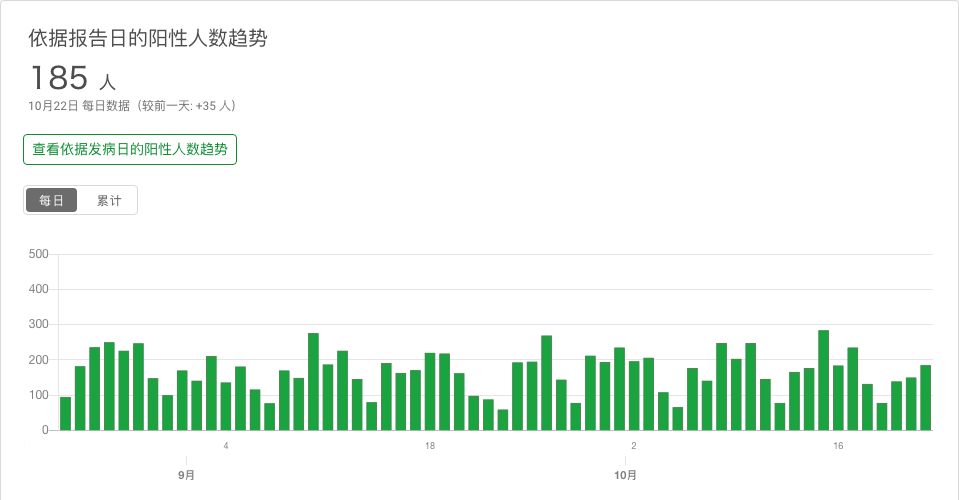 依据报告日的阳性人数趋势
185 人
10月22日 每日数据（较前一天: +35 人）
查看依据发病日的阳性人数趋势
每日 累计
500
400
300
200
100
0
4 18 2 16
9月 10月